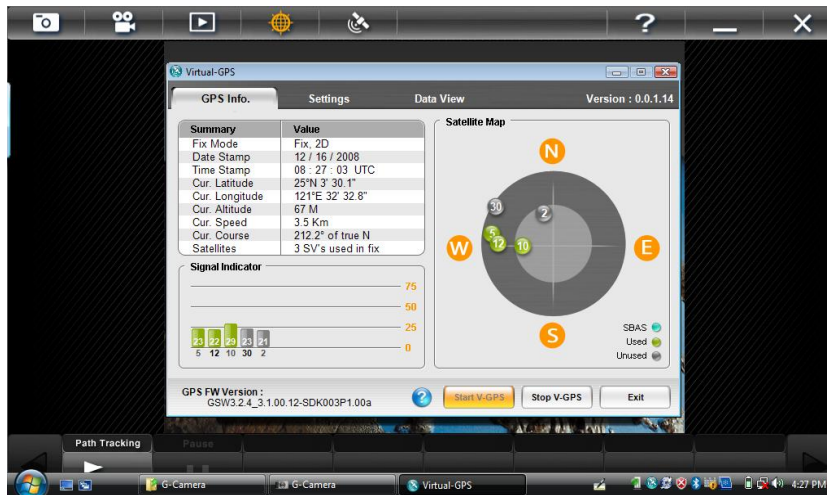 ?
Virtual-GPS
GPS Info. Settings Data View Version : 0.0.1.14
Summary Value
Fix Mode Fix, 2D
Date Stamp 12 / 16 / 2008
Time Stamp 08 : 27 : 03 UTC
Cur. Latitude 25°N 3' 30.1"
Cur. Longitude 121°E 32' 32.8"
Cur. Altitude 67 M
Cur. Speed 3.5 Km
Cur. Course 212.2° of true N
Satellites 3 SV's used in fix
Satellite Map
N
30 2
5
W 12 10 E
S
SBAS
Used
Unused
Signal Indicator
75
50
25
0
23 22 29 23 21
5 12 10 30 2
GPS FW Version :
GSW3.2.4_3.1.00.12-SDK003P1.00a
? Start V-GPS Stop V-GPS Exit
Path Tracking Pause
G-Camera G-Camera Virtual-GPS 4:27 PM